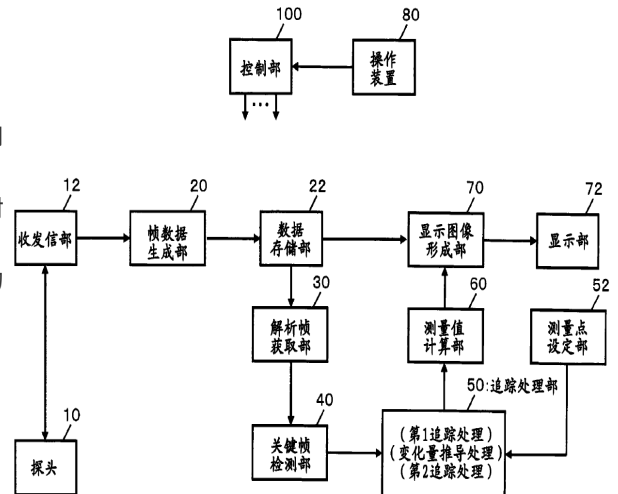 100
控制部
80
操作
装置
...
12
收发信部
20
帧数据
生成部
22
数据
存储部
70
显示图像
形成部
72
显示部
30
解析帧
获取部
60
测量值
计算部
52
测量点
设定部
10
探头
40
关键帧
检测部
50:追踪处理部
(第1追踪处理)
(变化量推导处理)
(第2追踪处理)